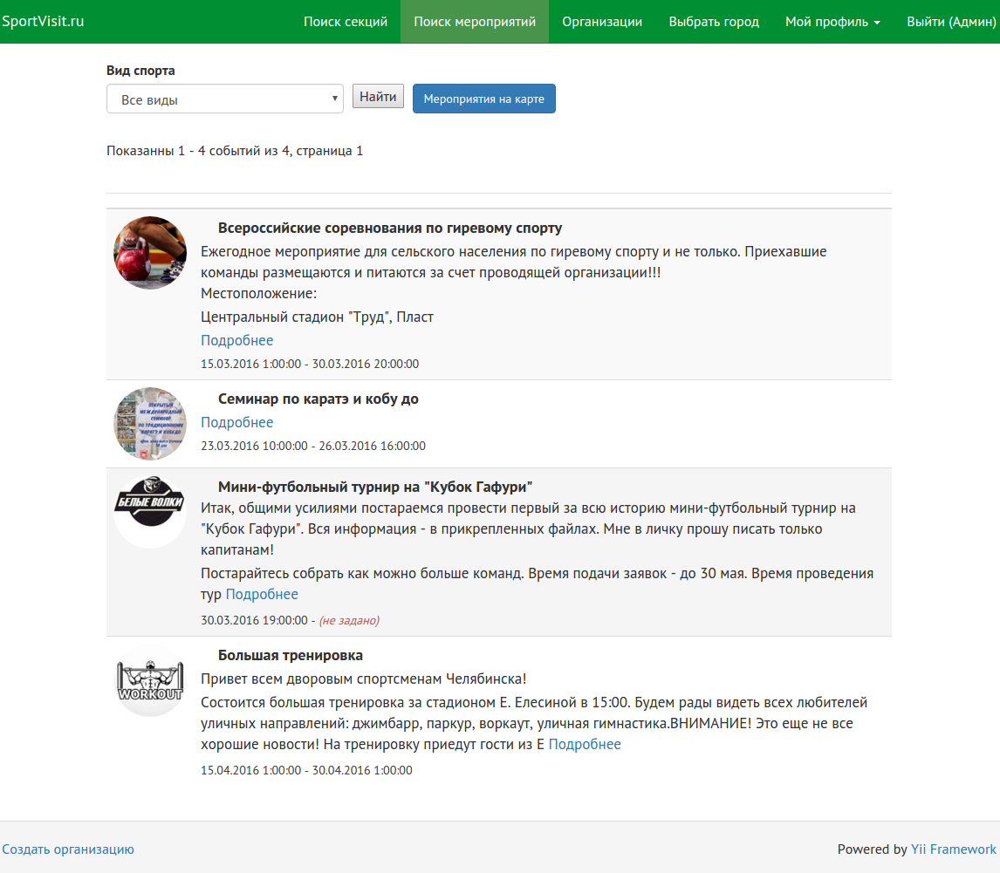 SportVisit.ru
Поиск секций
Поиск мероприятий
Организации
Выбрать город
Мой профиль
Выйти (Админ)
Вид спорта
Все виды
Найти
Мероприятия на карте
Показанны 1 - 4 событий из 4, страница 1
Всероссийские соревнования по гиревому спорту
Ежегодное мероприятие для сельского населения по гиревому спорту и не только. Приехавшие
команды размещаются и питаются за счет проводящей организации!!!
Местоположение:
Центральный стадион "Труд", Пласт
Подробнее
15.03.2016 1:00:00 - 30.03.2016 20:00:00
ОТКРЫТЫЙ
МЕЖДУНАРОДНЫЙ
СЕМИНАР
ПО ТРАДИЦИОННОМУ
КАРАТЭ И КОБУДО
Семинар по каратэ и кобу до
Подробнее
23.03.2016 10:00:00 - 26.03.2016 16:00:00
БЕЛЫЕ ВОЛКИ
Мини-футбольный турнир на "Кубок Гафури"
Итак, общими усилиями постараемся провести первый за всю историю мини-футбольный турнир на
"Кубок Гафури". Вся информация - в прикрепленных файлах. Мне в личку прошу писать только
капитанам!
Постарайтесь собрать как можно больше команд. Время подачи заявок - до 30 мая. Время проведения
тур Подробнее
30.03.2016 19:00:00 - (не задано)
WORKOUT
Большая тренировка
Привет всем дворовым спортсменам Челябинска!
Состоится большая тренировка за стадионом Е. Елесиной в 15:00. Будем рады видеть всех любителей
уличных направлений: джимбарр, паркур, воркаут, уличная гимнастика.ВНИМАНИЕ! Это еще не все
хорошие новости! На тренировку приедут гости из Е Подробнее
15.04.2016 1:00:00 - 30.04.2016 1:00:00
Создать организацию
Powered by Yii Framework